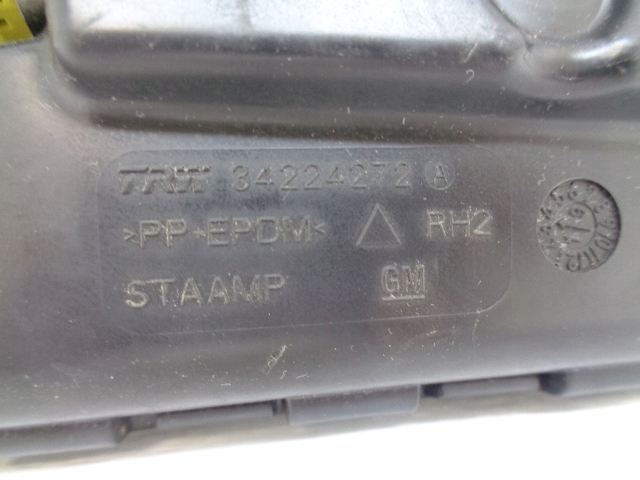 TRW 34224272 A
>PP+EPDM< RH2
STAAMP GM